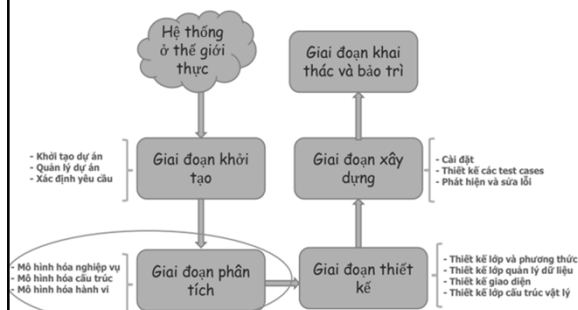 Hệ thống
ở thế giới
thực
Giai đoạn khai
thác và bảo trì
- Khởi tạo dự án
- Quản lý dự án
- Xác định yêu cầu
Giai đoạn khởi
tạo
Giai đoạn xây
dựng
- Cài đặt
- Thiết kế các test cases
- Phát hiện và sửa lỗi
- Mô hình hóa nghiệp vụ
- Mô hình hóa cấu trúc
- Mô hình hóa hành vi
Giai đoạn phân
tích
Giai đoạn thiết
kế
- Thiết kế lớp và phương thức
- Thiết kế lớp quản lý dữ liệu
- Thiết kế giao diện
- Thiết kế lớp cấu trúc vật lý